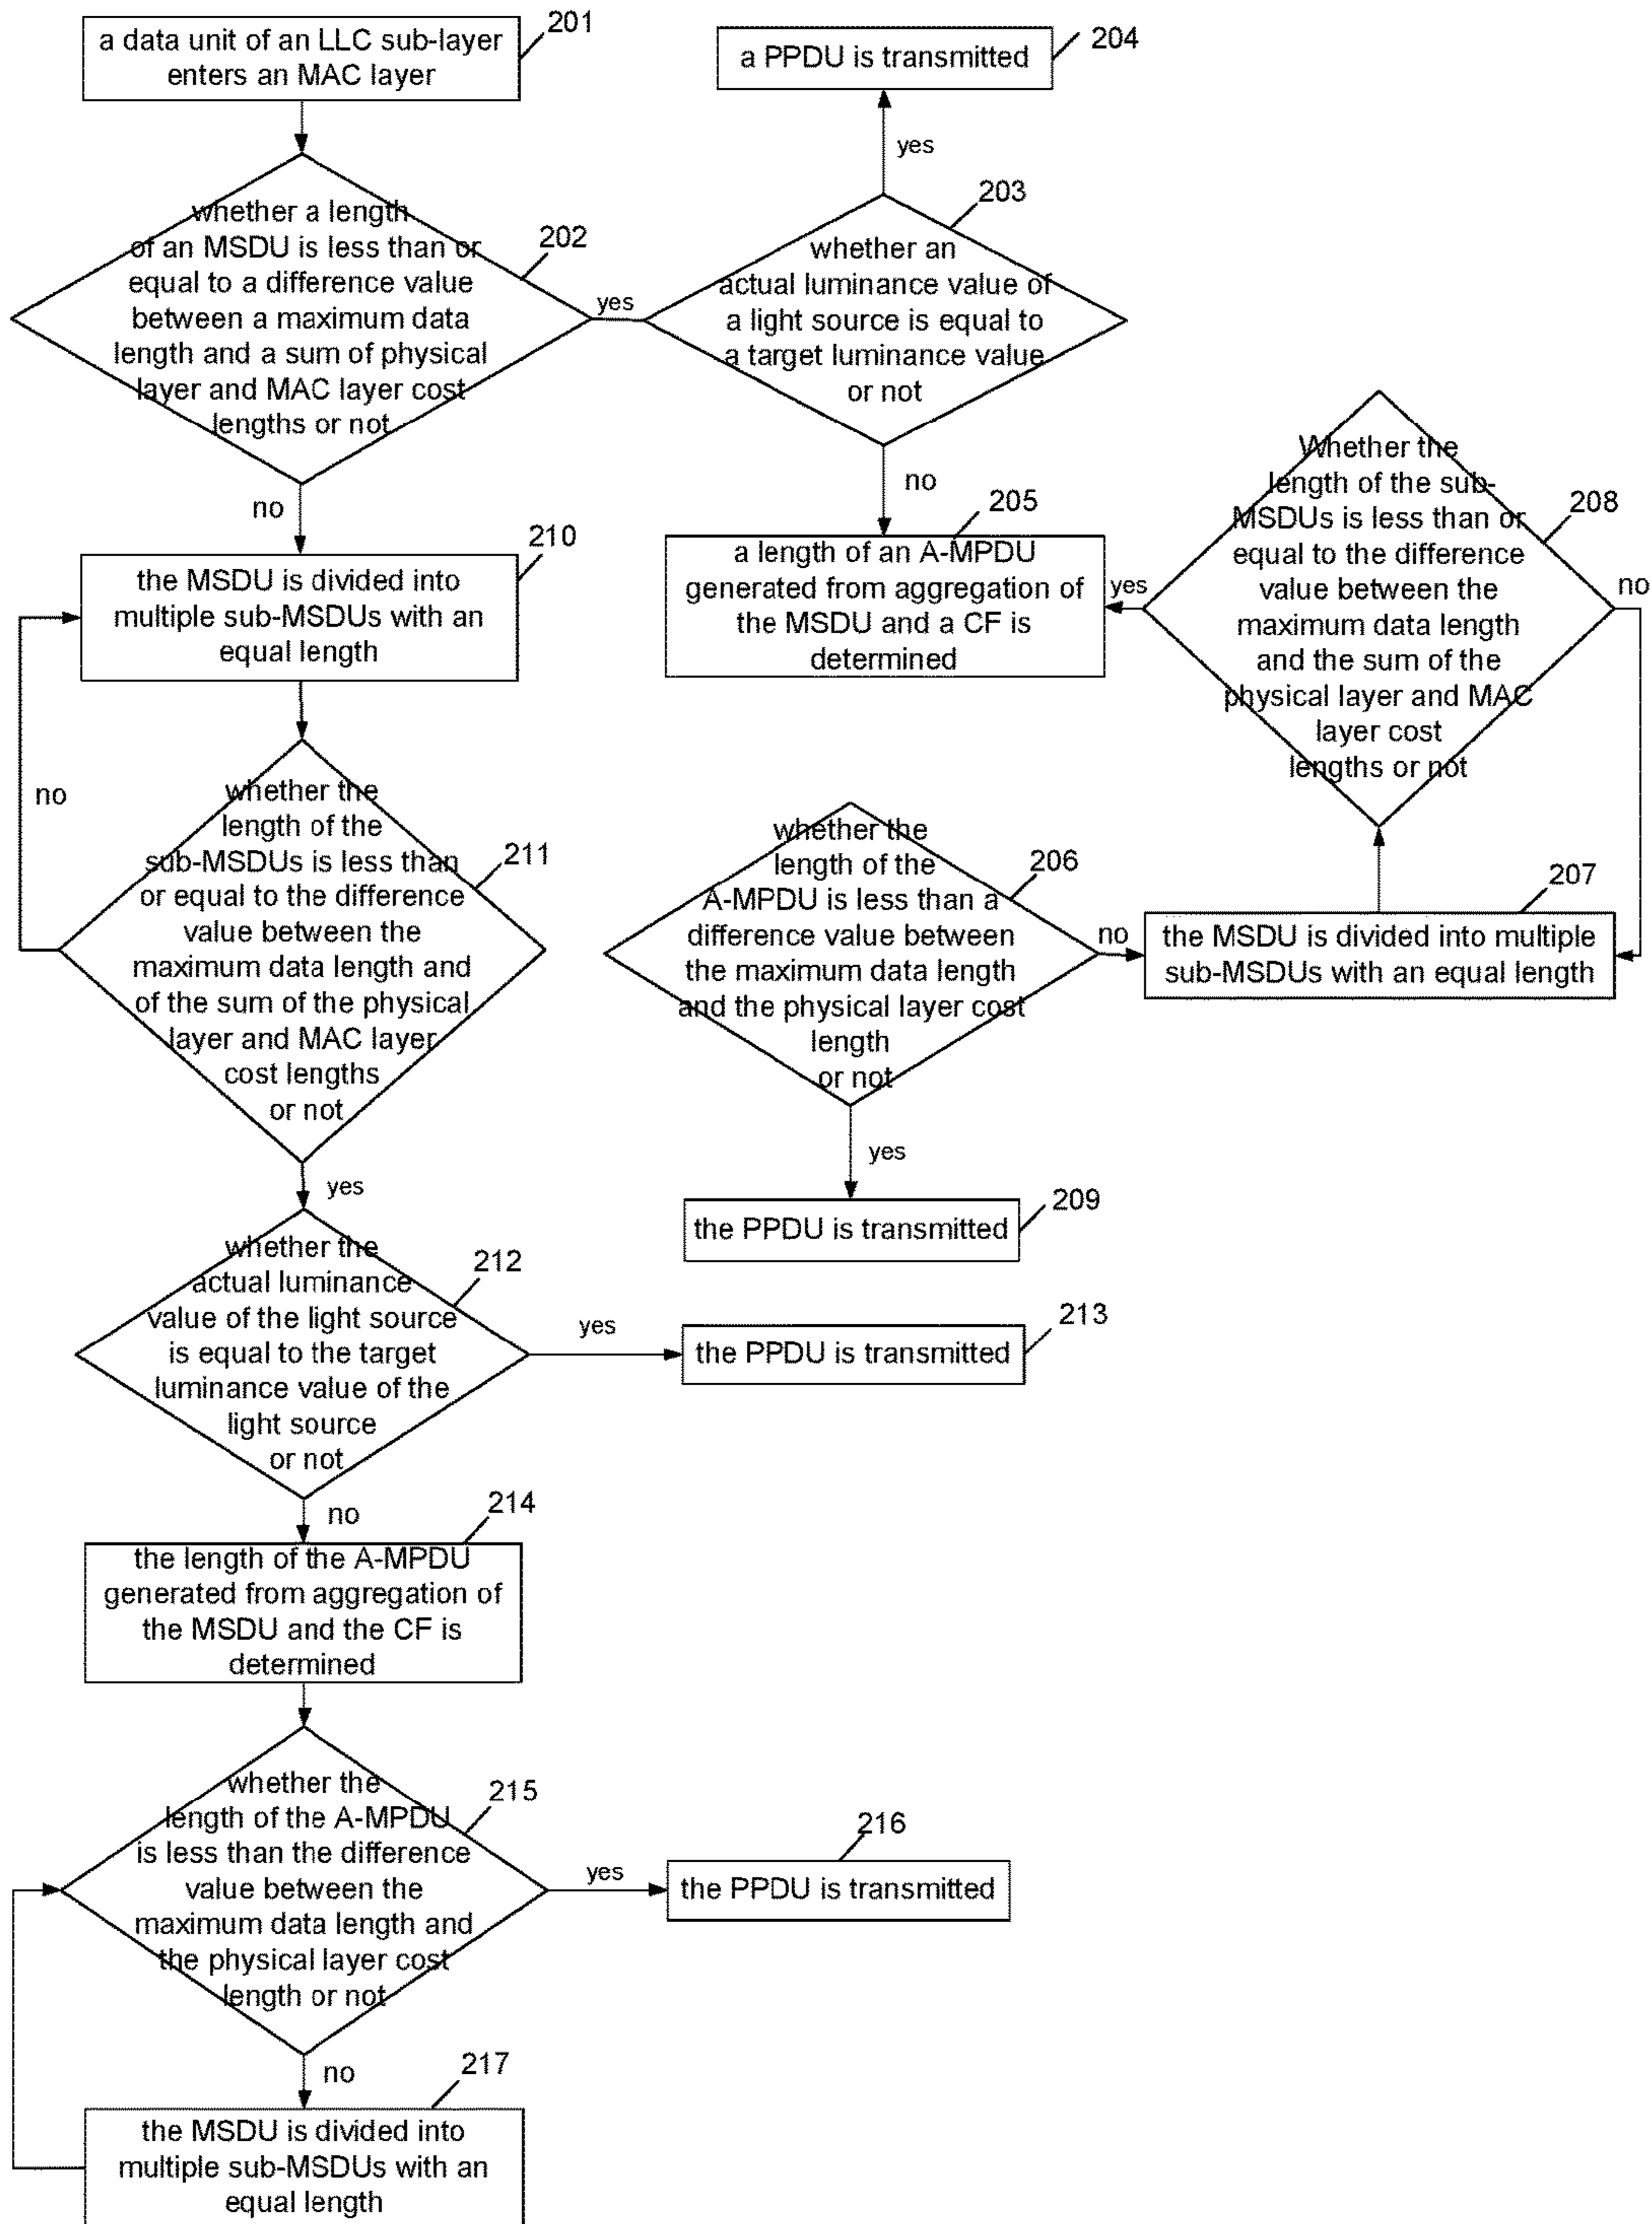 a data unit of an LLC sub-layer
enters an MAC layer
201
whether a length
of an MSDU is less than or
equal to a difference value
between a maximum data
length and a sum of physical
layer and MAC layer cost
lengths or not
202
yes
no
whether an
actual luminance value of
a light source is equal to
a target luminance value
or not
203
yes
a PPDU is transmitted
204
no
a length of an A-MPDU
generated from aggregation of
the MSDU and a CF is
determined
205
yes
Whether the
length of the sub-
MSDUs is less than or
equal to the difference
value between the
maximum data length
and the sum of the
physical layer and MAC
layer cost
lengths or not
208
no
whether the
length of the
A-MPDU is less than a
difference value between
the maximum data length
and the physical layer cost
length
or not
206
no
the MSDU is divided into multiple
sub-MSDUs with an equal length
207
yes
the PPDU is transmitted
209
the MSDU is divided into
multiple sub-MSDUs with an
equal length
210
no
whether the
length of the
sub-MSDUs is less than
or equal to the difference
value between the
maximum data length and
of the sum of the physical
layer and MAC layer
cost lengths
or not
211
yes
whether the
actual luminance
value of the light source
is equal to the target
luminance value of the
light source
or not
212
yes
the PPDU is transmitted
213
no
the length of the A-MPDU
generated from aggregation of
the MSDU and the CF is
determined
214
whether the
length of the A-MPDU
is less than the difference
value between the
maximum data length and
the physical layer cost
length or not
215
yes
the PPDU is transmitted
216
no
the MSDU is divided into
multiple sub-MSDUs with an
equal length
217